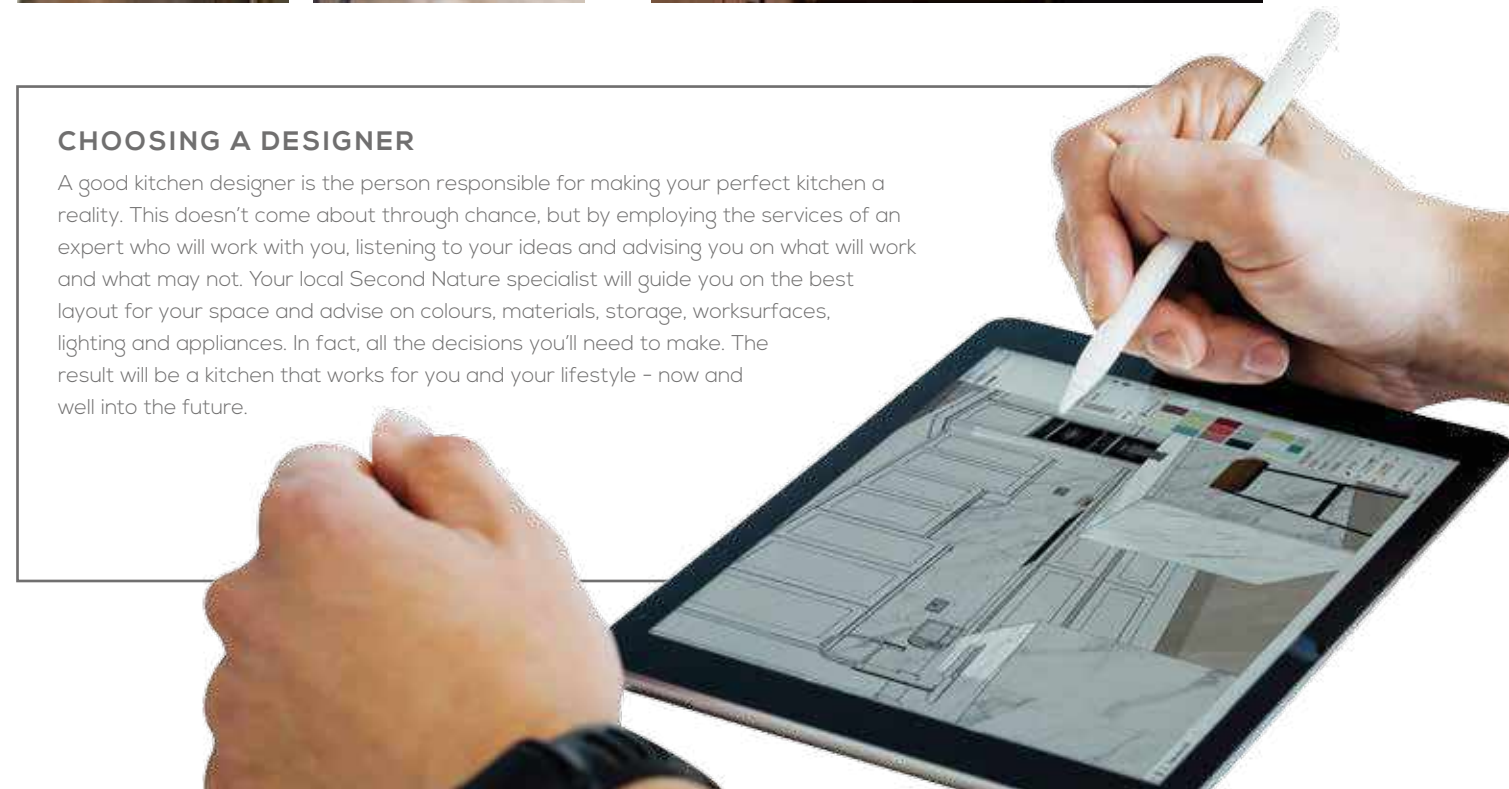 CHOOSING A DESIGNER
A good kitchen designer is the person responsible for making your perfect kitchen a
reality. This doesn't come about through chance, but by employing the services of an
expert who will work with you, listening to your ideas and advising you on what will work
and what may not. Your local Second Nature specialist will guide you on the best
layout for your space and advise on colours, materials, storage, worksurfaces,
lighting and appliances. In fact, all the decisions you'll need to make. The
result will be a kitchen that works for you and your lifestyle - now and
well into the future.